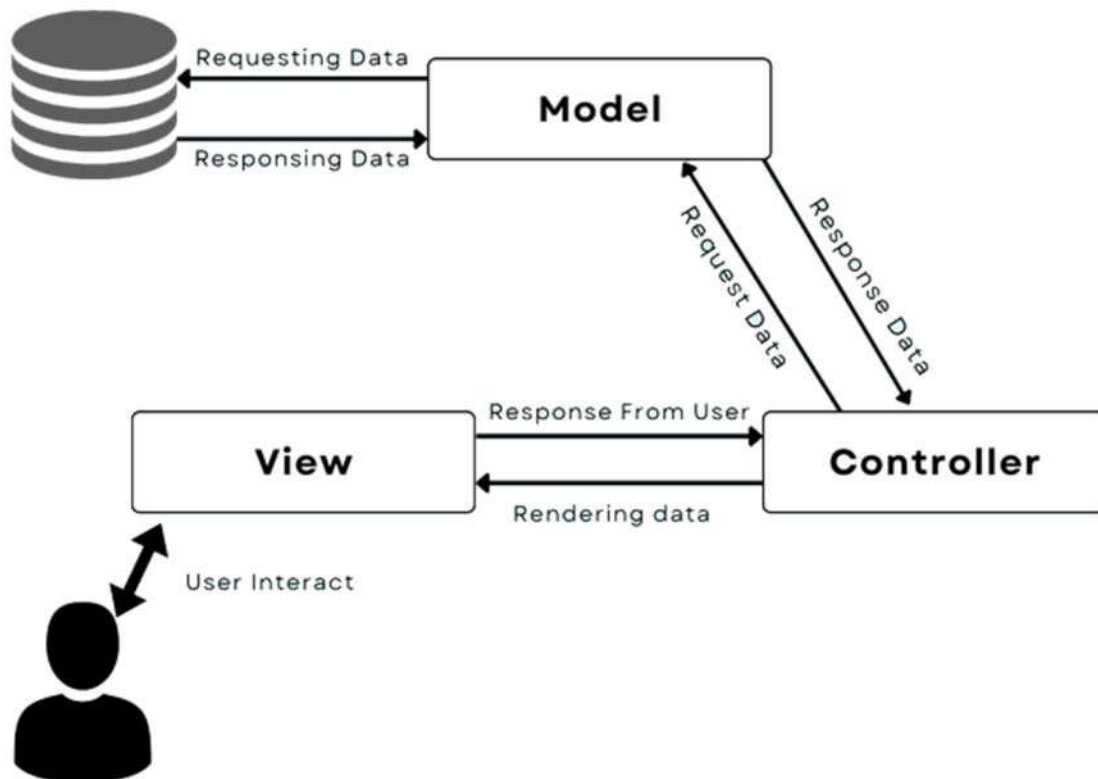 Requesting Data
Model
Responsing Data
Request Data
Response Data
Response From User
View
Controller
Rendering data
User Interact